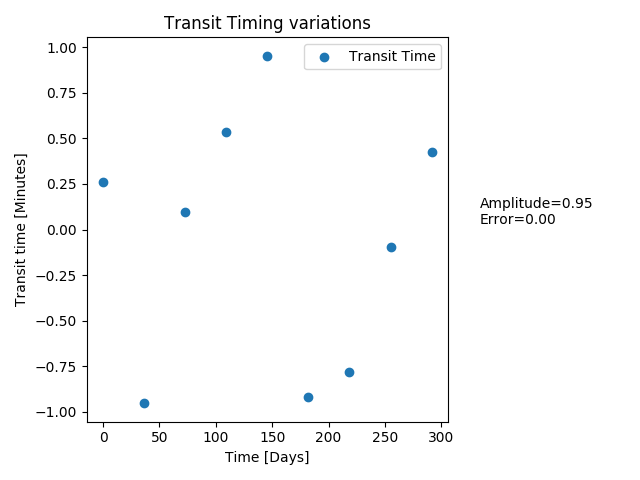 Transit Timing variations
Transit Time
1.00
0.75
0.50
0.25
0.00
−0.25
−0.50
−0.75
−1.00
Transit time [Minutes]
0
50
100
150
200
250
300
Time [Days]
Amplitude=0.95
Error=0.00